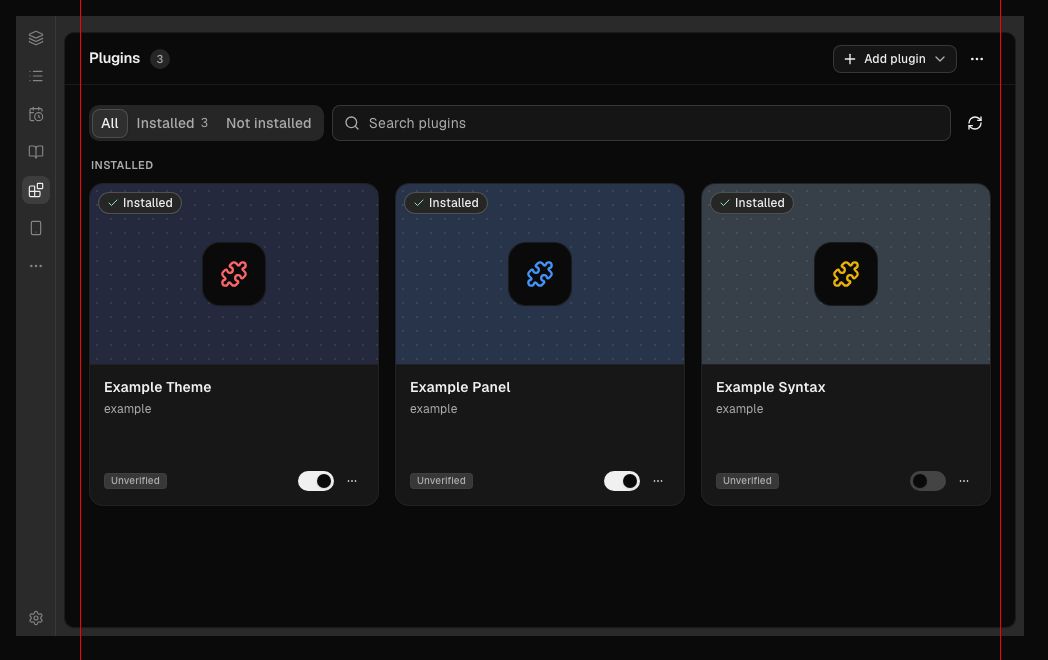 Plugins 3
Add plugin
All Installed 3 Not installed
Search plugins
INSTALLED
Installed
Installed
Installed
Example Theme
example
Unverified
Example Panel
example
Unverified
Example Syntax
example
Unverified